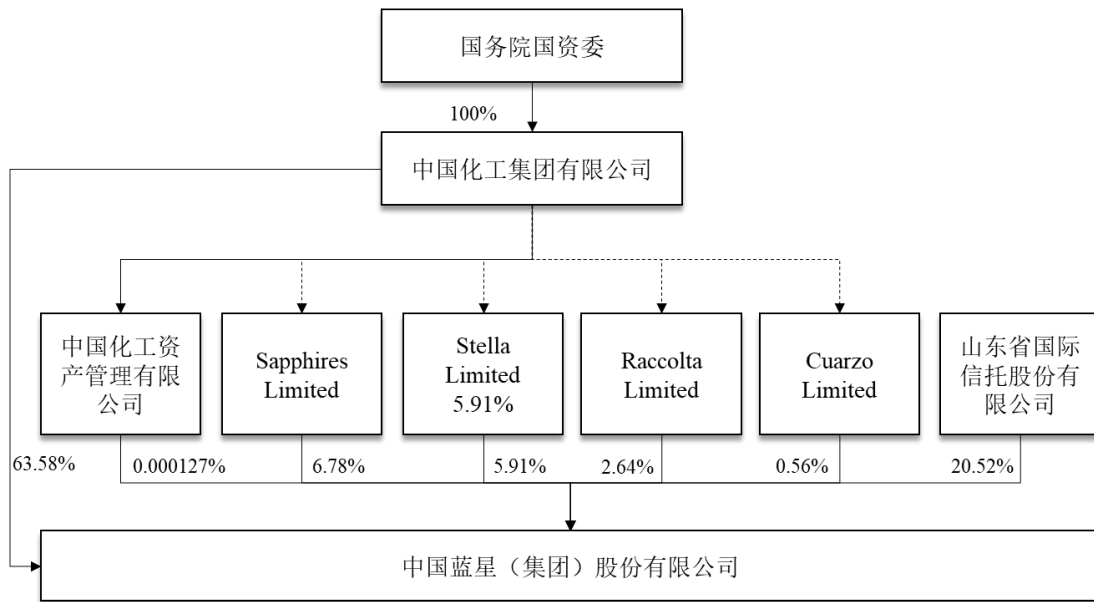 国务院国资委
100%
中国化工集团有限公司
中国化工资
产管理有限
公司
Sapphires
Limited
Stella
Limited
5.91%
Raccolta
Limited
Cuarzo
Limited
山东省国际
信托股份有
限公司
63.58%
0.000127%
6.78%
5.91%
2.64%
0.56%
20.52%
中国蓝星（集团）股份有限公司